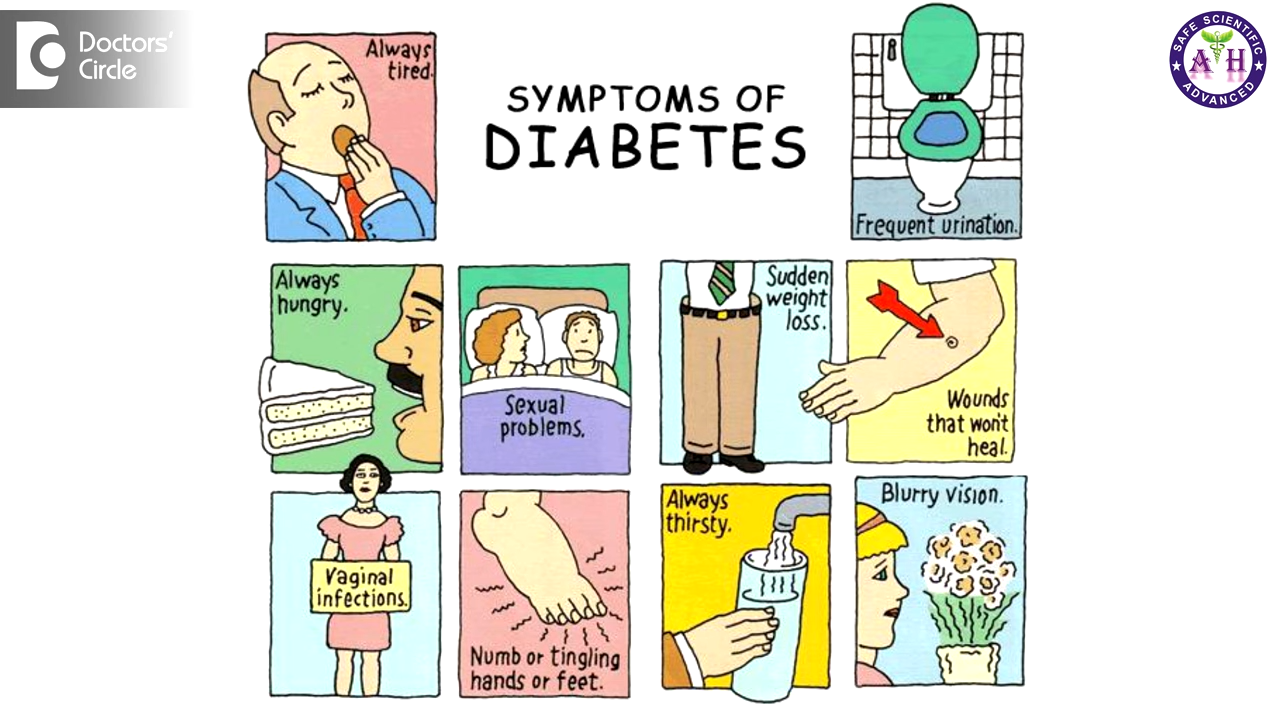 Doctors'
Circle
Always
tired.
SYMPTOMS OF
DIABETES
Frequent urination.
SAFE SCIENTIFIC
AH
ADVANCED
Always
hungry.
Sexual
problems.
Sudden
weight
loss.
Wounds
that won't
heal.
Vaginal
infections.
Numb or tingling
hands or feet.
Always
thirsty.
Blurry vision.